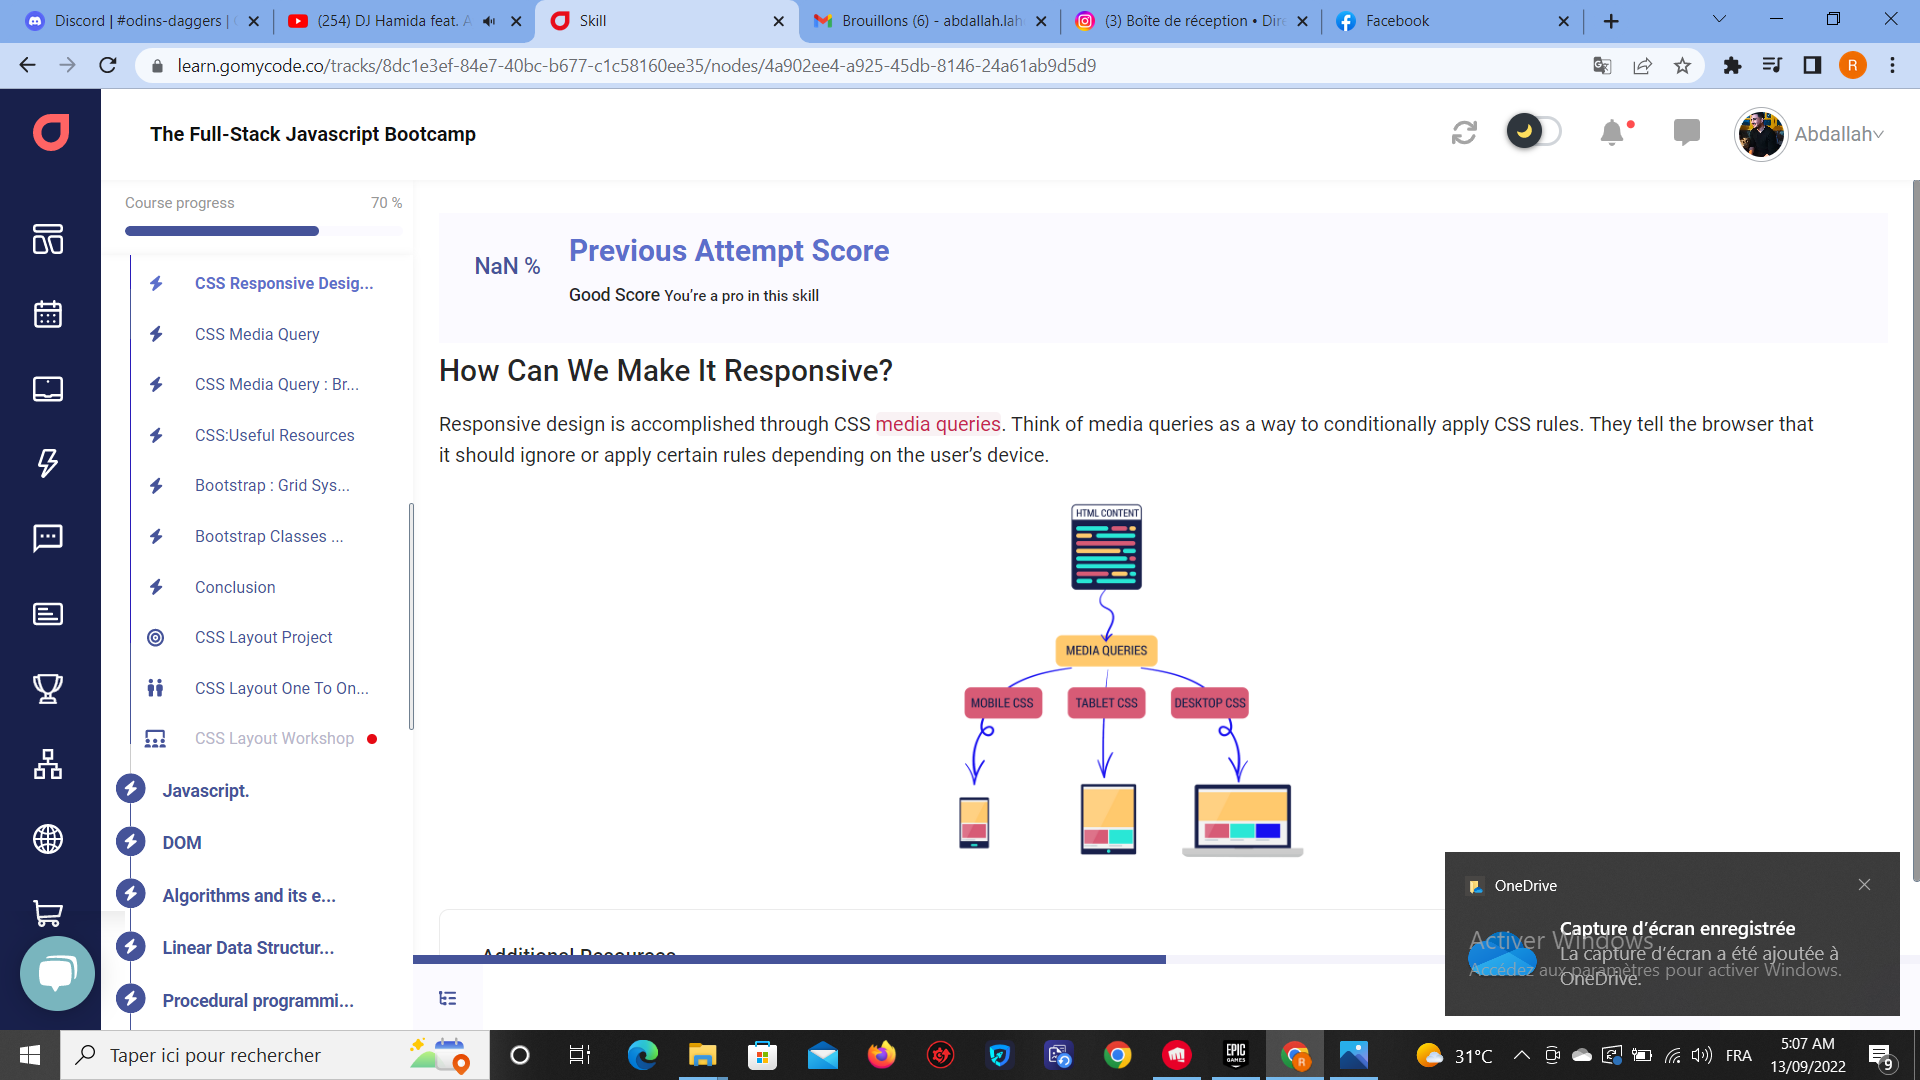 Discord | #odins-daggers |
(254) DJ Hamida feat. A
Skill
Brouillons (6) - abdallah.lah
(3) Boîte de réception • Dire
Facebook
learn.gomycode.co/tracks/8dc1e3ef-84e7-40bc-b677-c1c58160ee35/nodes/4a902ee4-a925-45db-8146-24a61ab9d5d9
R
The Full-Stack Javascript Bootcamp
Abdallah
Course progress
70 %
CSS Responsive Desig...
CSS Media Query
CSS Media Query : Br...
CSS:Useful Resources
Bootstrap : Grid Sys...
Bootstrap Classes ...
Conclusion
CSS Layout Project
CSS Layout One To On...
CSS Layout Workshop
Javascript.
DOM
Algorithms and its e...
Linear Data Structur...
Procedural programmi...
NaN %
Previous Attempt Score
Good Score You're a pro in this skill
How Can We Make It Responsive?
Responsive design is accomplished through CSS media queries. Think of media queries as a way to conditionally apply CSS rules. They tell the browser that
it should ignore or apply certain rules depending on the user's device.
HTML CONTENT
MEDIA QUERIES
MOBILE CSS
TABLET CSS
DESKTOP CSS
Additional Resources
OneDrive
Capture d'écran enregistrée
La capture d'écran a été ajoutée à
OneDrive.
Activer Windows
Accédez aux paramètres pour activer Windows.
Taper ici pour rechercher
EPIC
GAMES
R
31°C
FRA
5:07 AM
13/09/2022
9